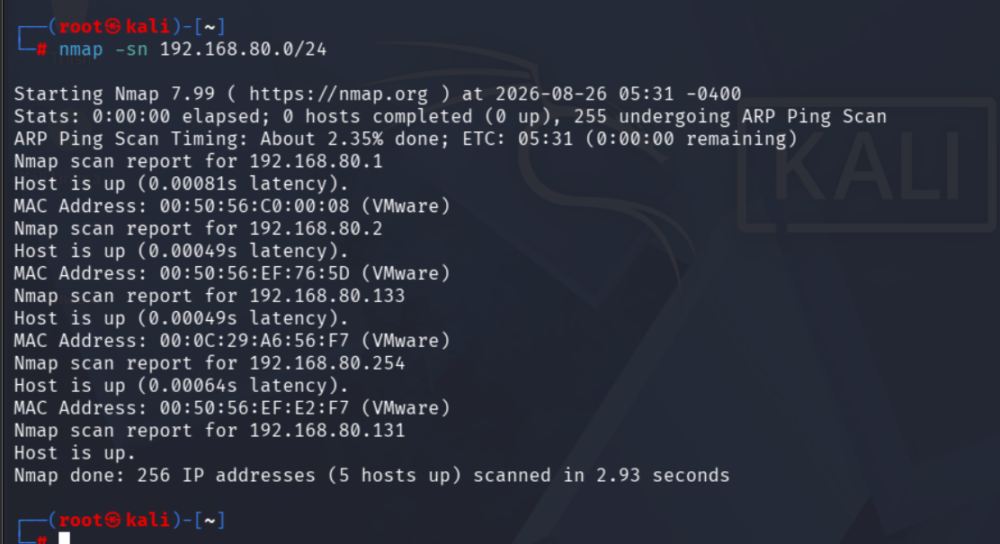 ┌──(root㉿kali)-[~]
└─# nmap -sn 192.168.80.0/24
Starting Nmap 7.99 ( https://nmap.org ) at 2026-08-26 05:31 -0400
Stats: 0:00:00 elapsed; 0 hosts completed (0 up), 255 undergoing ARP Ping Scan
ARP Ping Scan Timing: About 2.35% done; ETC: 05:31 (0:00:00 remaining)
Nmap scan report for 192.168.80.1
Host is up (0.00081s latency).
MAC Address: 00:50:56:C0:00:08 (VMware)
Nmap scan report for 192.168.80.2
Host is up (0.00049s latency).
MAC Address: 00:50:56:EF:76:5D (VMware)
Nmap scan report for 192.168.80.133
Host is up (0.00049s latency).
MAC Address: 00:0C:29:A6:56:F7 (VMware)
Nmap scan report for 192.168.80.254
Host is up (0.00064s latency).
MAC Address: 00:50:56:EF:E2:F7 (VMware)
Nmap scan report for 192.168.80.131
Host is up.
Nmap done: 256 IP addresses (5 hosts up) scanned in 2.93 seconds
┌──(root㉿kali)-[~]
└─#
KALI